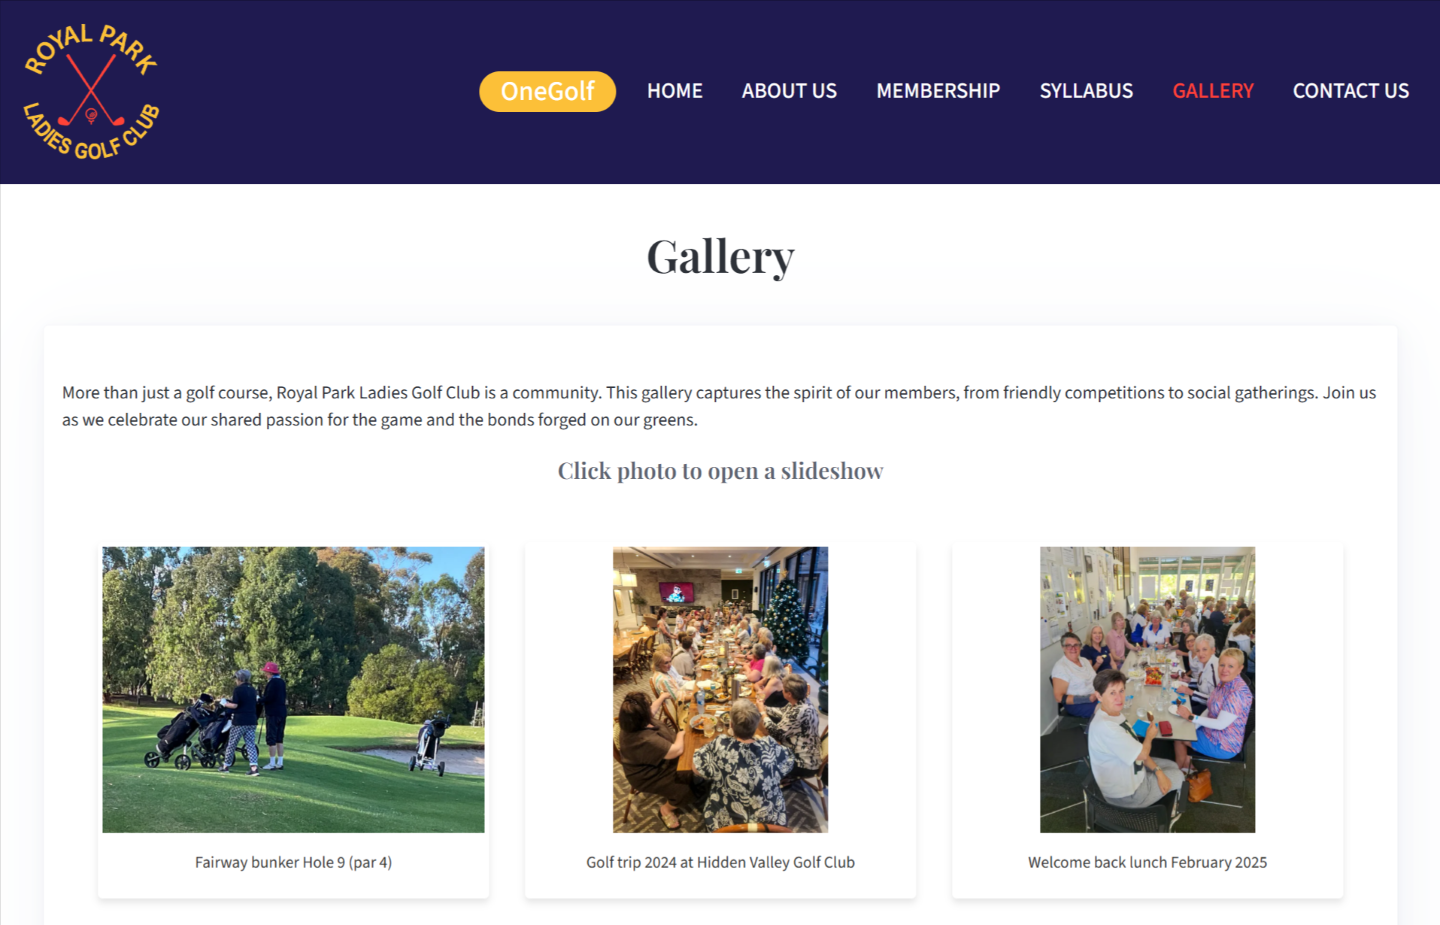 ROYAL PARK
LADIES GOLF CLUB
OneGolf
HOME
ABOUT US
MEMBERSHIP
SYLLABUS
GALLERY
CONTACT US
Gallery
More than just a golf course, Royal Park Ladies Golf Club is a community. This gallery captures the spirit of our members, from friendly competitions to social gatherings. Join us
as we celebrate our shared passion for the game and the bonds forged on our greens.
Click photo to open a slideshow
Fairway bunker Hole 9 (par 4)
Golf trip 2024 at Hidden Valley Golf Club
Welcome back lunch February 2025